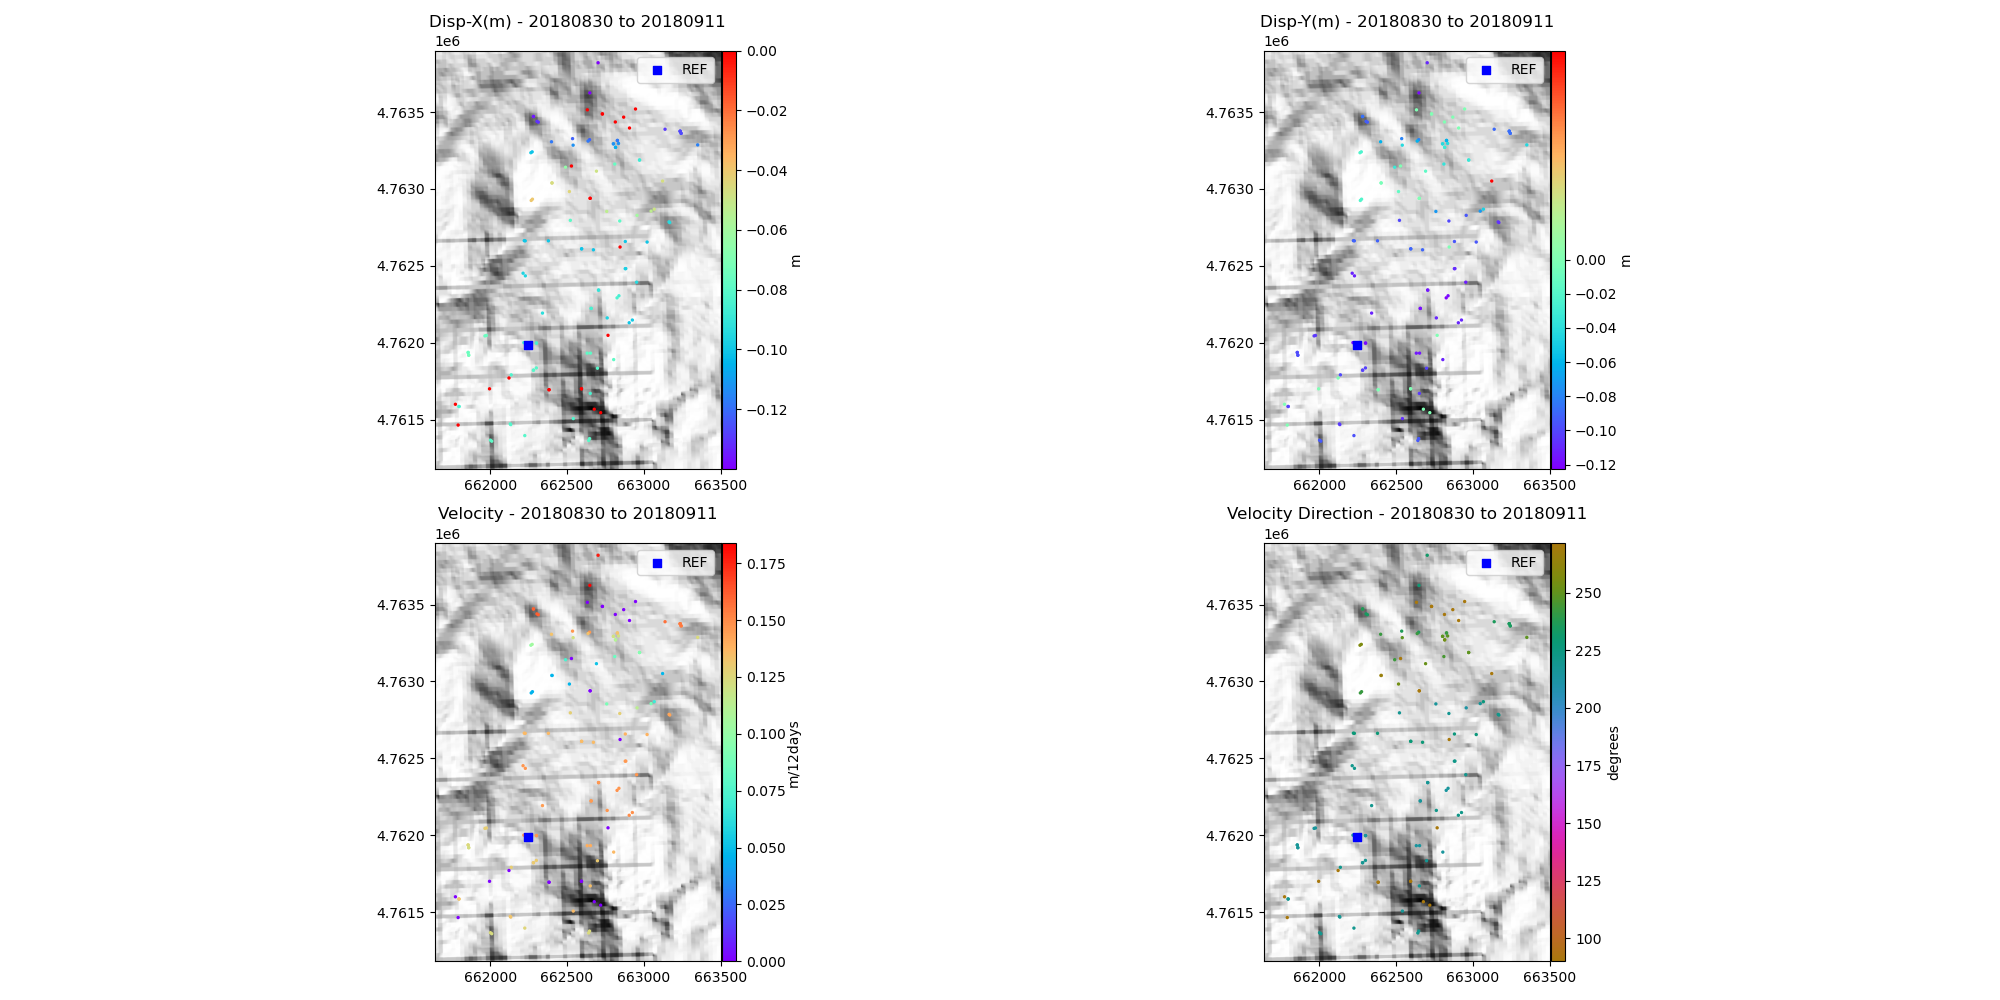 Disp-X(m) - 20180830 to 20180911
1e6
REF
4.7635
4.7630
4.7625
4.7620
4.7615
662000 662500 663000 663500
0.00
−0.02
−0.04
−0.06
−0.08
−0.10
−0.12
m
Disp-Y(m) - 20180830 to 20180911
1e6
REF
4.7635
4.7630
4.7625
4.7620
4.7615
662000 662500 663000 663500
0.00
−0.02
−0.04
−0.06
−0.08
−0.10
−0.12
m
Velocity - 20180830 to 20180911
1e6
REF
4.7635
4.7630
4.7625
4.7620
4.7615
662000 662500 663000 663500
0.175
0.150
0.125
0.100
0.075
0.050
0.025
0.000
m/12days
Velocity Direction - 20180830 to 20180911
1e6
REF
4.7635
4.7630
4.7625
4.7620
4.7615
662000 662500 663000 663500
250
225
200
175
150
125
100
degrees